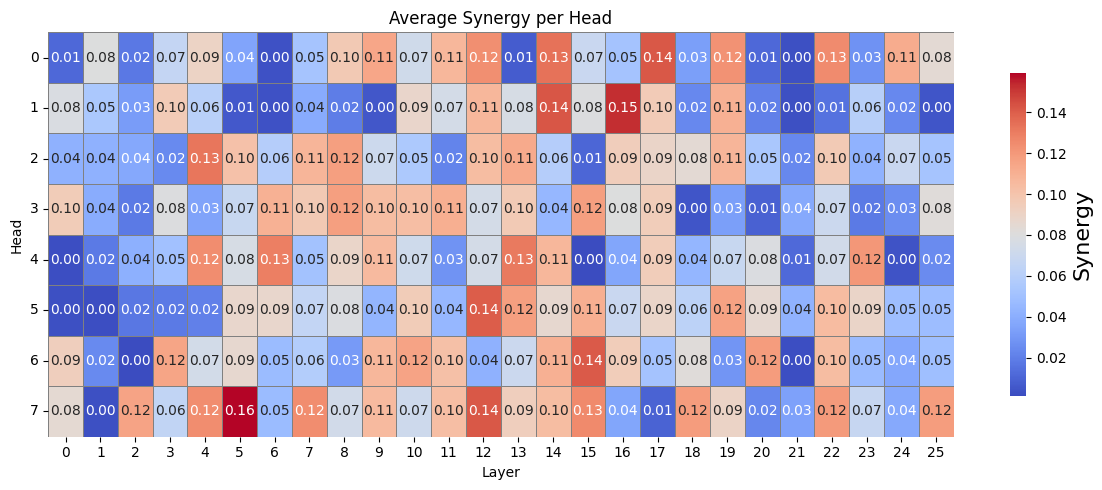 Average Synergy per Head
0 0.01 0.08 0.02 0.07 0.09 0.04 0.00 0.05 0.10 0.11 0.07 0.11 0.12 0.01 0.13 0.07 0.05 0.14 0.03 0.12 0.01 0.00 0.13 0.03 0.11 0.08
1 0.08 0.05 0.03 0.10 0.06 0.01 0.00 0.04 0.02 0.00 0.09 0.07 0.11 0.08 0.14 0.08 0.15 0.10 0.02 0.11 0.02 0.00 0.01 0.06 0.02 0.00
2 0.04 0.04 0.04 0.02 0.13 0.10 0.06 0.11 0.12 0.07 0.05 0.02 0.10 0.11 0.06 0.01 0.09 0.09 0.08 0.11 0.05 0.02 0.10 0.04 0.07 0.05
3 0.10 0.04 0.02 0.08 0.03 0.07 0.11 0.10 0.12 0.10 0.10 0.11 0.07 0.10 0.04 0.12 0.08 0.09 0.00 0.03 0.01 0.04 0.07 0.02 0.03 0.08
4 0.00 0.02 0.04 0.05 0.12 0.08 0.13 0.05 0.09 0.11 0.07 0.03 0.07 0.13 0.11 0.00 0.04 0.09 0.04 0.07 0.08 0.01 0.07 0.12 0.00 0.02
5 0.00 0.00 0.02 0.02 0.02 0.09 0.09 0.07 0.08 0.04 0.10 0.04 0.14 0.12 0.09 0.11 0.07 0.09 0.06 0.12 0.09 0.04 0.10 0.09 0.05 0.05
6 0.09 0.02 0.00 0.12 0.07 0.09 0.05 0.06 0.03 0.11 0.12 0.10 0.04 0.07 0.11 0.14 0.09 0.05 0.08 0.03 0.12 0.00 0.10 0.05 0.04 0.05
7 0.08 0.00 0.12 0.06 0.12 0.16 0.05 0.12 0.07 0.11 0.07 0.10 0.14 0.09 0.10 0.13 0.04 0.01 0.12 0.09 0.02 0.03 0.12 0.07 0.04 0.12
0 1 2 3 4 5 6 7 8 9 10 11 12 13 14 15 16 17 18 19 20 21 22 23 24 25
Layer
Head
0.14
0.12
0.10
0.08
0.06
0.04
0.02
Synergy